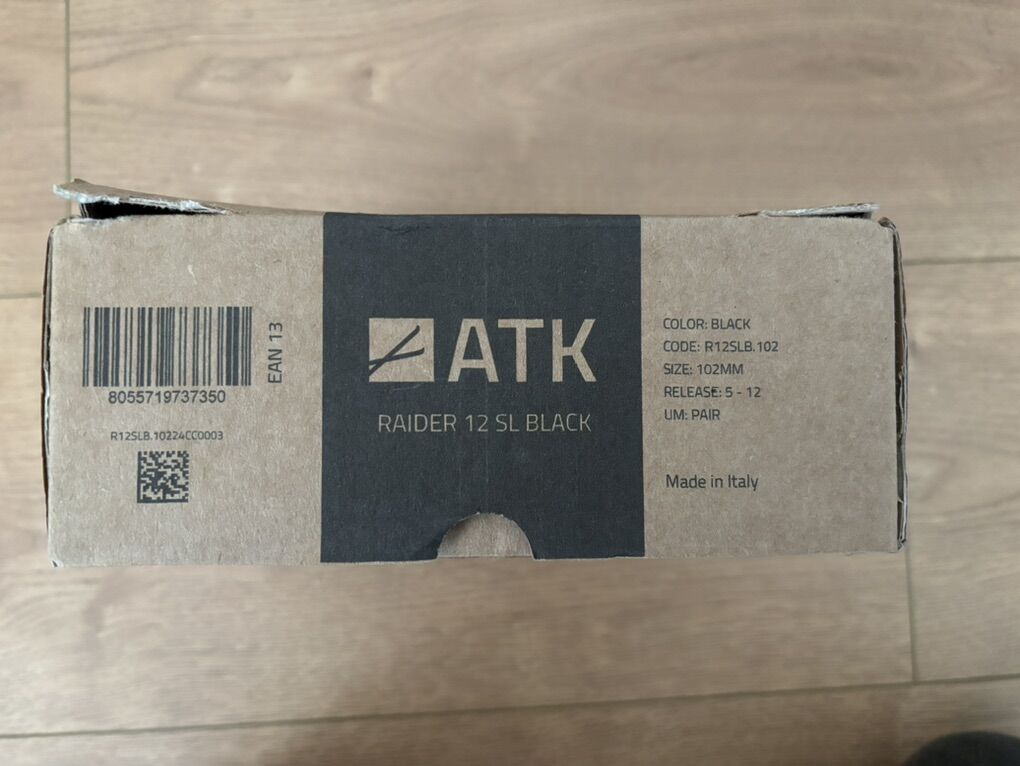 8055719737350
EAN 13
R12SLB.10224CC0003
ATK
RAIDER 12 SL BLACK
COLOR: BLACK
CODE: R12SLB.102
SIZE: 102MM
RELEASE: 5 - 12
UM: PAIR
Made in Italy